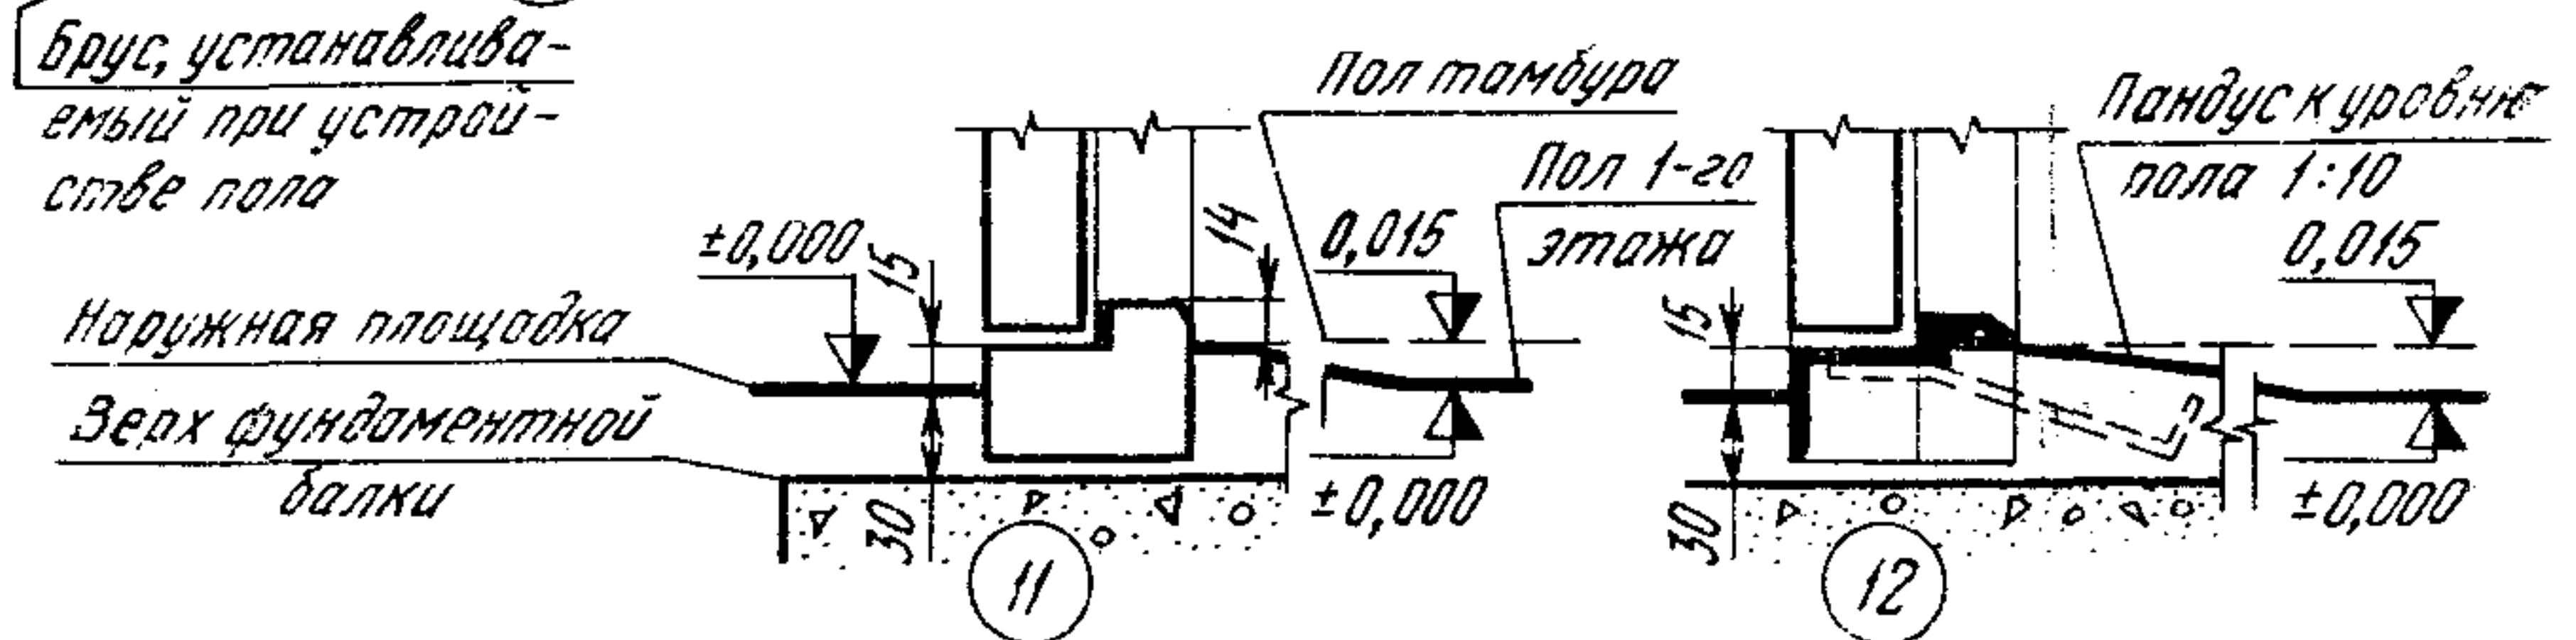 Брус, устанавлива-
емый при устрой-
стве пола
Пол тамбура
Пандус к уровню
пола 1:10
Пол 1-го
этажа
±0,000
15
14
0,015
15
0,015
Наружная площадка
Верх фундаментной
балки
30
±0,000
30
±0,000
11
12